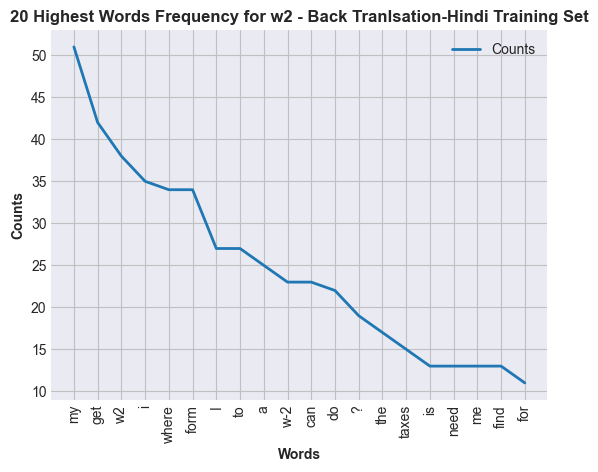 20 Highest Words Frequency for w2 - Back Tranlsation-Hindi Training Set
Counts
50
45
40
35
30
25
20
15
10
Counts
my
get
w2
i
where
form
I
to
a
w-2
can
do
?
the
taxes
is
need
me
find
for
Words